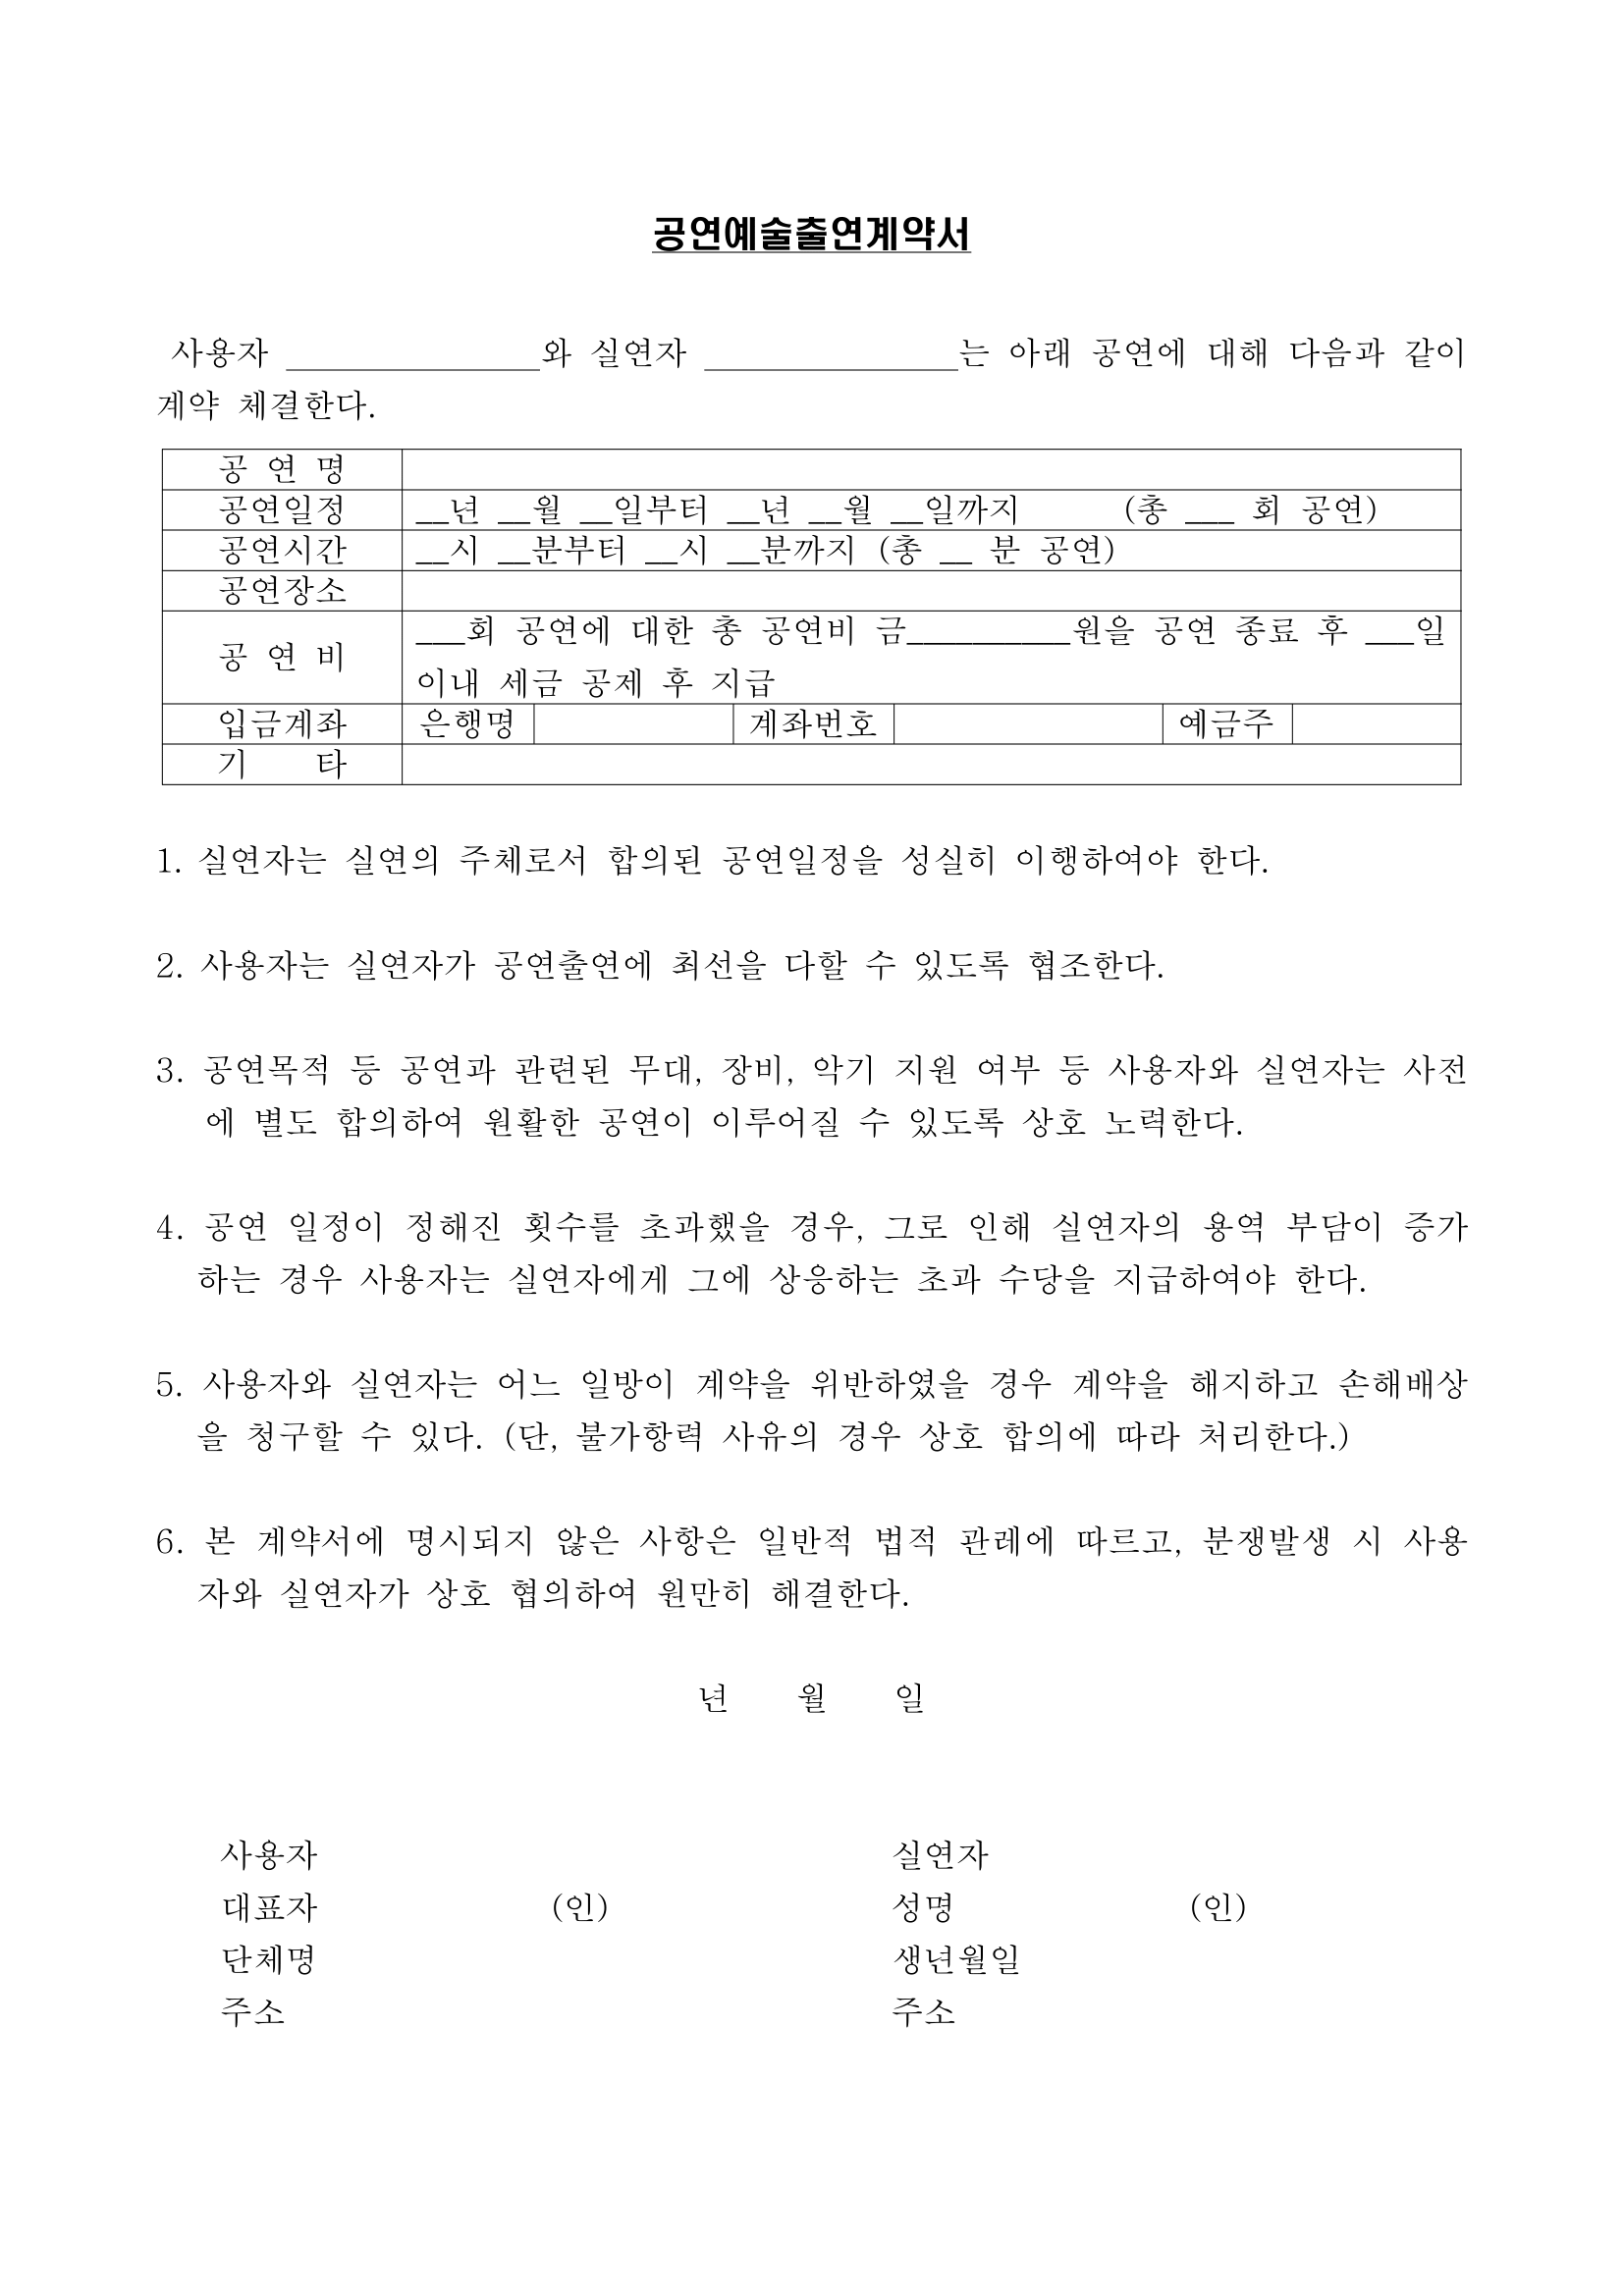 공연예술출연계약서
사용자 ________________와 실연자 ________________는 아래 공연에 대해 다음과 같이
계약 체결한다.
공 연 명
공연일정 __년 __월 __일부터 __년 __월 __일까지 (총 ___ 회 공연)
공연시간 __시 __분부터 __시 __분까지 (총 __ 분 공연)
공연장소
공 연 비 ___회 공연에 대한 총 공연비 금__________원을 공연 종료 후 ___일
이내 세금 공제 후 지급
입금계좌 은행명 계좌번호 예금주
기 타
1. 실연자는 실연의 주체로서 합의된 공연일정을 성실히 이행하여야 한다.
2. 사용자는 실연자가 공연출연에 최선을 다할 수 있도록 협조한다.
3. 공연목적 등 공연과 관련된 무대, 장비, 악기 지원 여부 등 사용자와 실연자는 사전
에 별도 합의하여 원활한 공연이 이루어질 수 있도록 상호 노력한다.
4. 공연 일정이 정해진 횟수를 초과했을 경우, 그로 인해 실연자의 용역 부담이 증가
하는 경우 사용자는 실연자에게 그에 상응하는 초과 수당을 지급하여야 한다.
5. 사용자와 실연자는 어느 일방이 계약을 위반하였을 경우 계약을 해지하고 손해배상
을 청구할 수 있다. (단, 불가항력 사유의 경우 상호 합의에 따라 처리한다.)
6. 본 계약서에 명시되지 않은 사항은 일반적 법적 관례에 따르고, 분쟁발생 시 사용
자와 실연자가 상호 협의하여 원만히 해결한다.
년 월 일
사용자 실연자
대표자 (인) 성명 (인)
단체명 생년월일
주소 주소